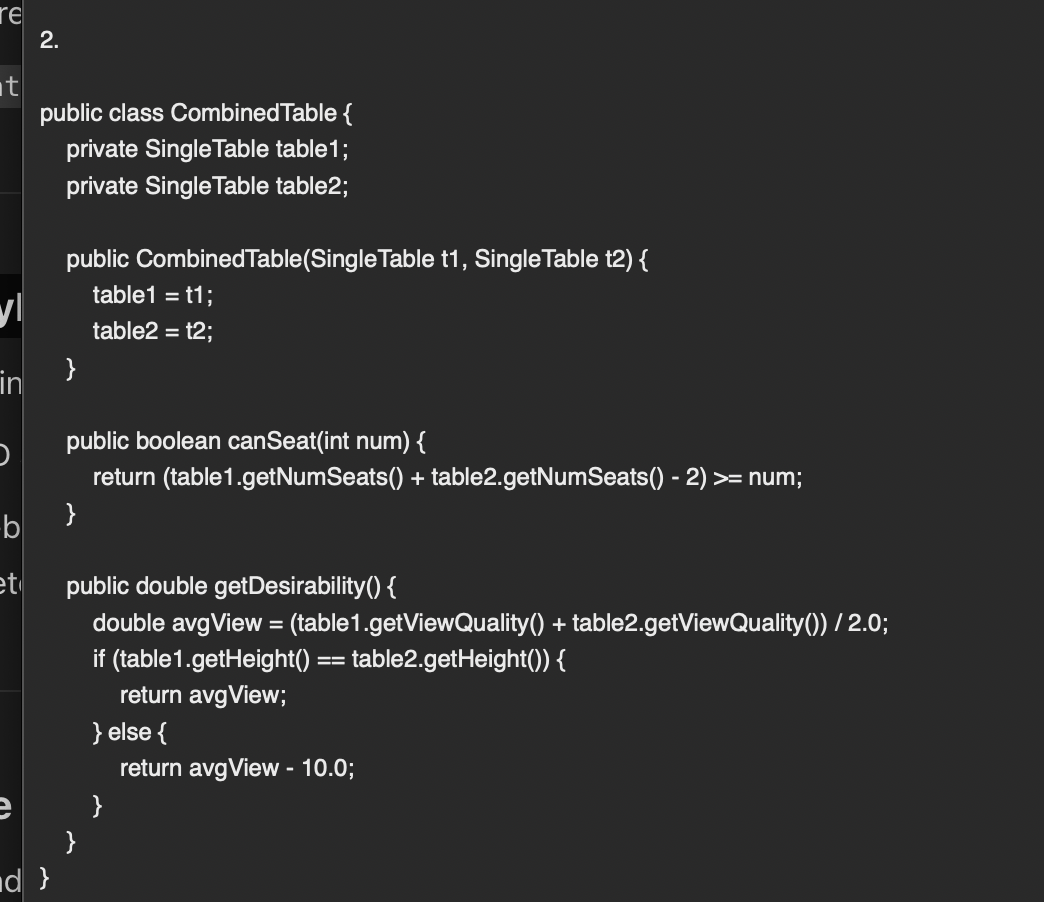 2.
public class CombinedTable {
private SingleTable table1;
private SingleTable table2;
public CombinedTable(SingleTable t1, SingleTable t2) {
table1 = t1;
table2 = t2;
}
public boolean canSeat(int num) {
return (table1.getNumSeats() + table2.getNumSeats() - 2) >= num;
}
public double getDesirability() {
double avgView = (table1.getViewQuality() + table2.getViewQuality()) / 2.0;
if (table1.getHeight() == table2.getHeight()) {
return avgView;
} else {
return avgView - 10.0;
}
}
}